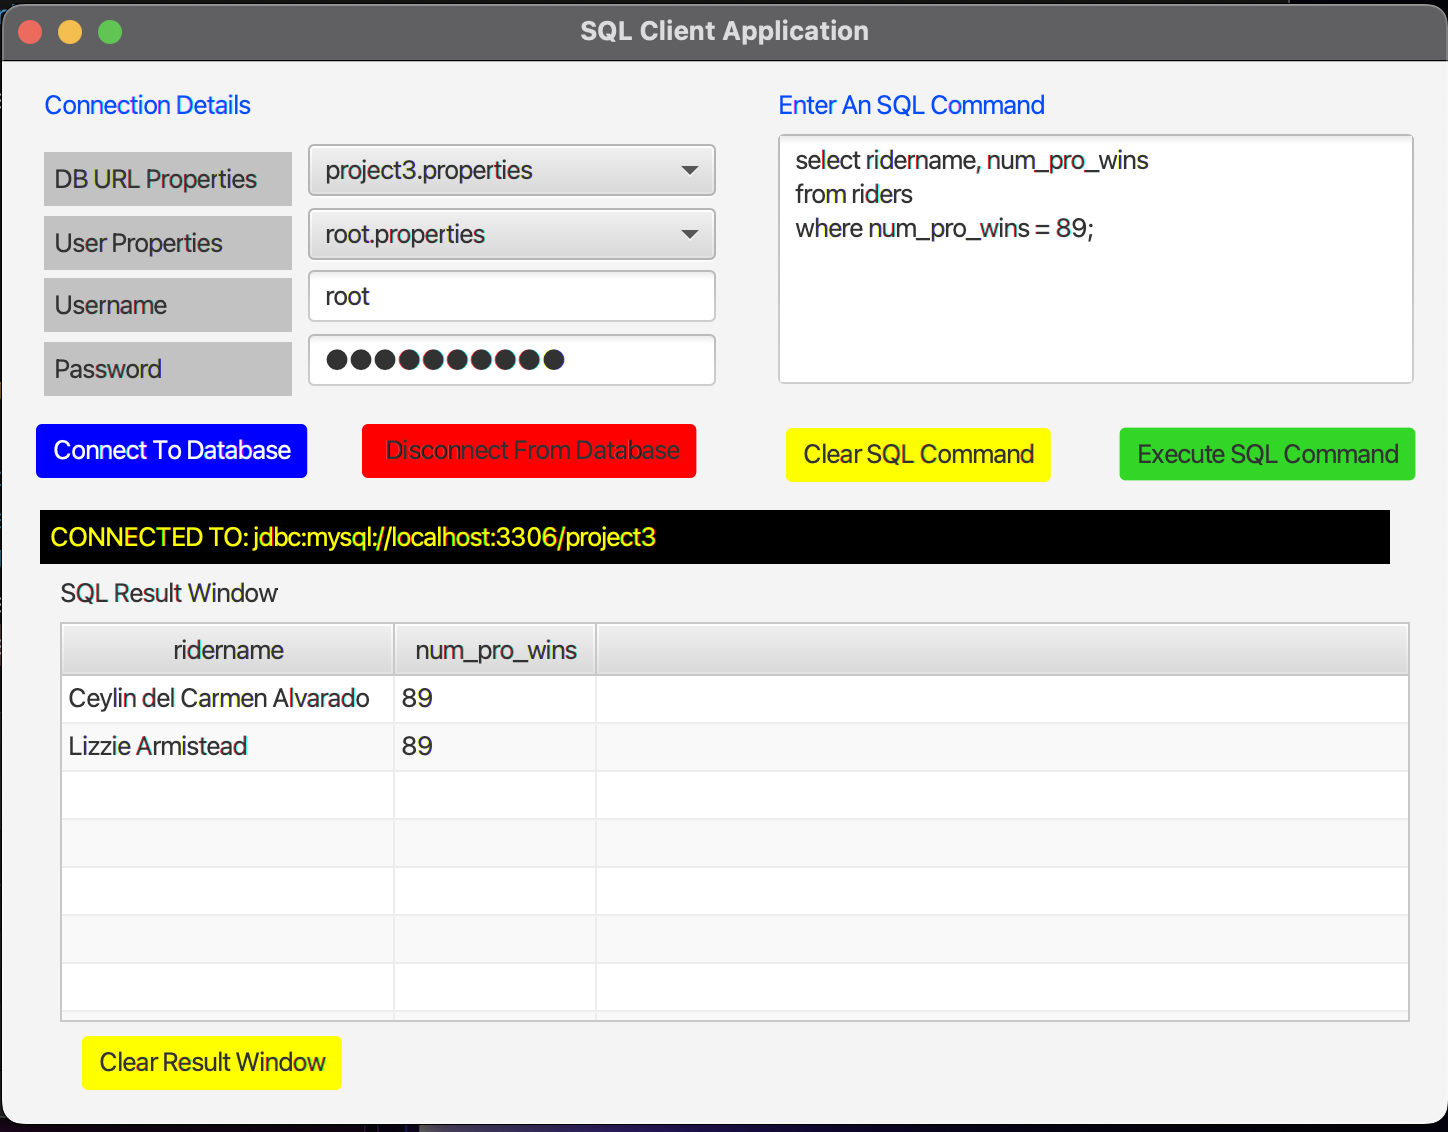 SQL Client Application
Connection Details
DB URL Properties
project3.properties
User Properties
root.properties
Username
root
Password
●●●●●●●●●●
Connect To Database
Disconnect From Database
Enter An SQL Command
select ridername, num_pro_wins
from riders
where num_pro_wins = 89;
Clear SQL Command
Execute SQL Command
CONNECTED TO: jdbc:mysql://localhost:3306/project3
SQL Result Window
ridername num_pro_wins
Ceylin del Carmen Alvarado 89
Lizzie Armistead 89
Clear Result Window